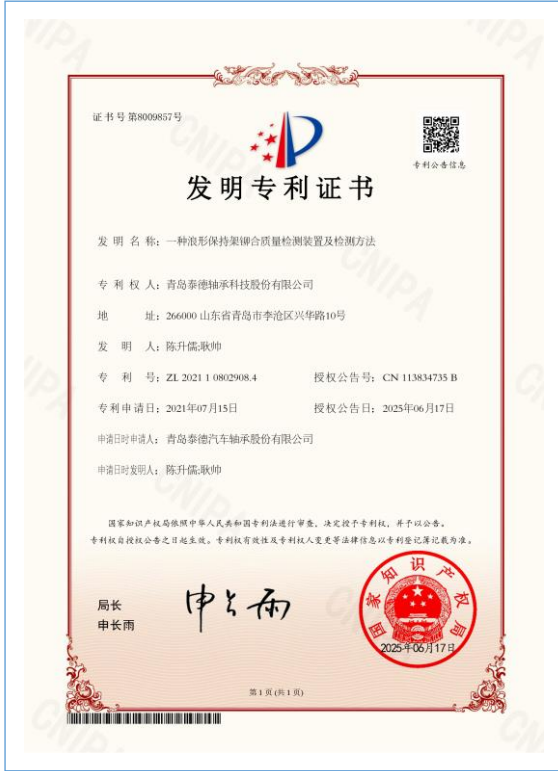 证书号第8009857号
专利公告信息
发明专利证书
发明名称：一种浪形保持架铆合质量检测装置及检测方法
专利权人：青岛泰德轴承科技股份有限公司
地址：266000 山东省青岛市李沧区兴华路10号
发明人：陈升儒;耿帅
专利号：ZL 2021 1 0802908.4 授权公告号：CN 113834735 B
专利申请日：2021年07月15日 授权公告日：2025年06月17日
申请日时申请人：青岛泰德汽车轴承股份有限公司
申请日时发明人：陈升儒;耿帅
国家知识产权局依照中华人民共和国专利法进行审查，决定授予专利权，并予以公告。
专利权自授权公告之日起生效。专利权有效性及专利权人变更等法律信息以专利登记簿记载为准。
局长
申长雨
申长雨
国家知识产权局
2025年06月17日
第1页(共1页)
CNIPA
CNIPA
CNIPA
CNIPA
CNIPA
CNIPA